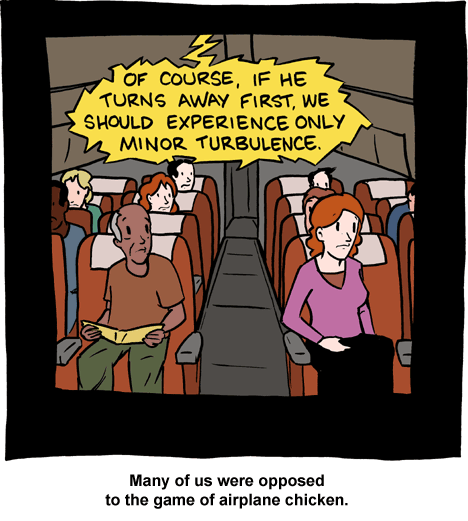 OF COURSE, IF HE
TURNS AWAY FIRST, WE
SHOULD EXPERIENCE ONLY
MINOR TURBULENCE.
Many of us were opposed
to the game of airplane chicken.